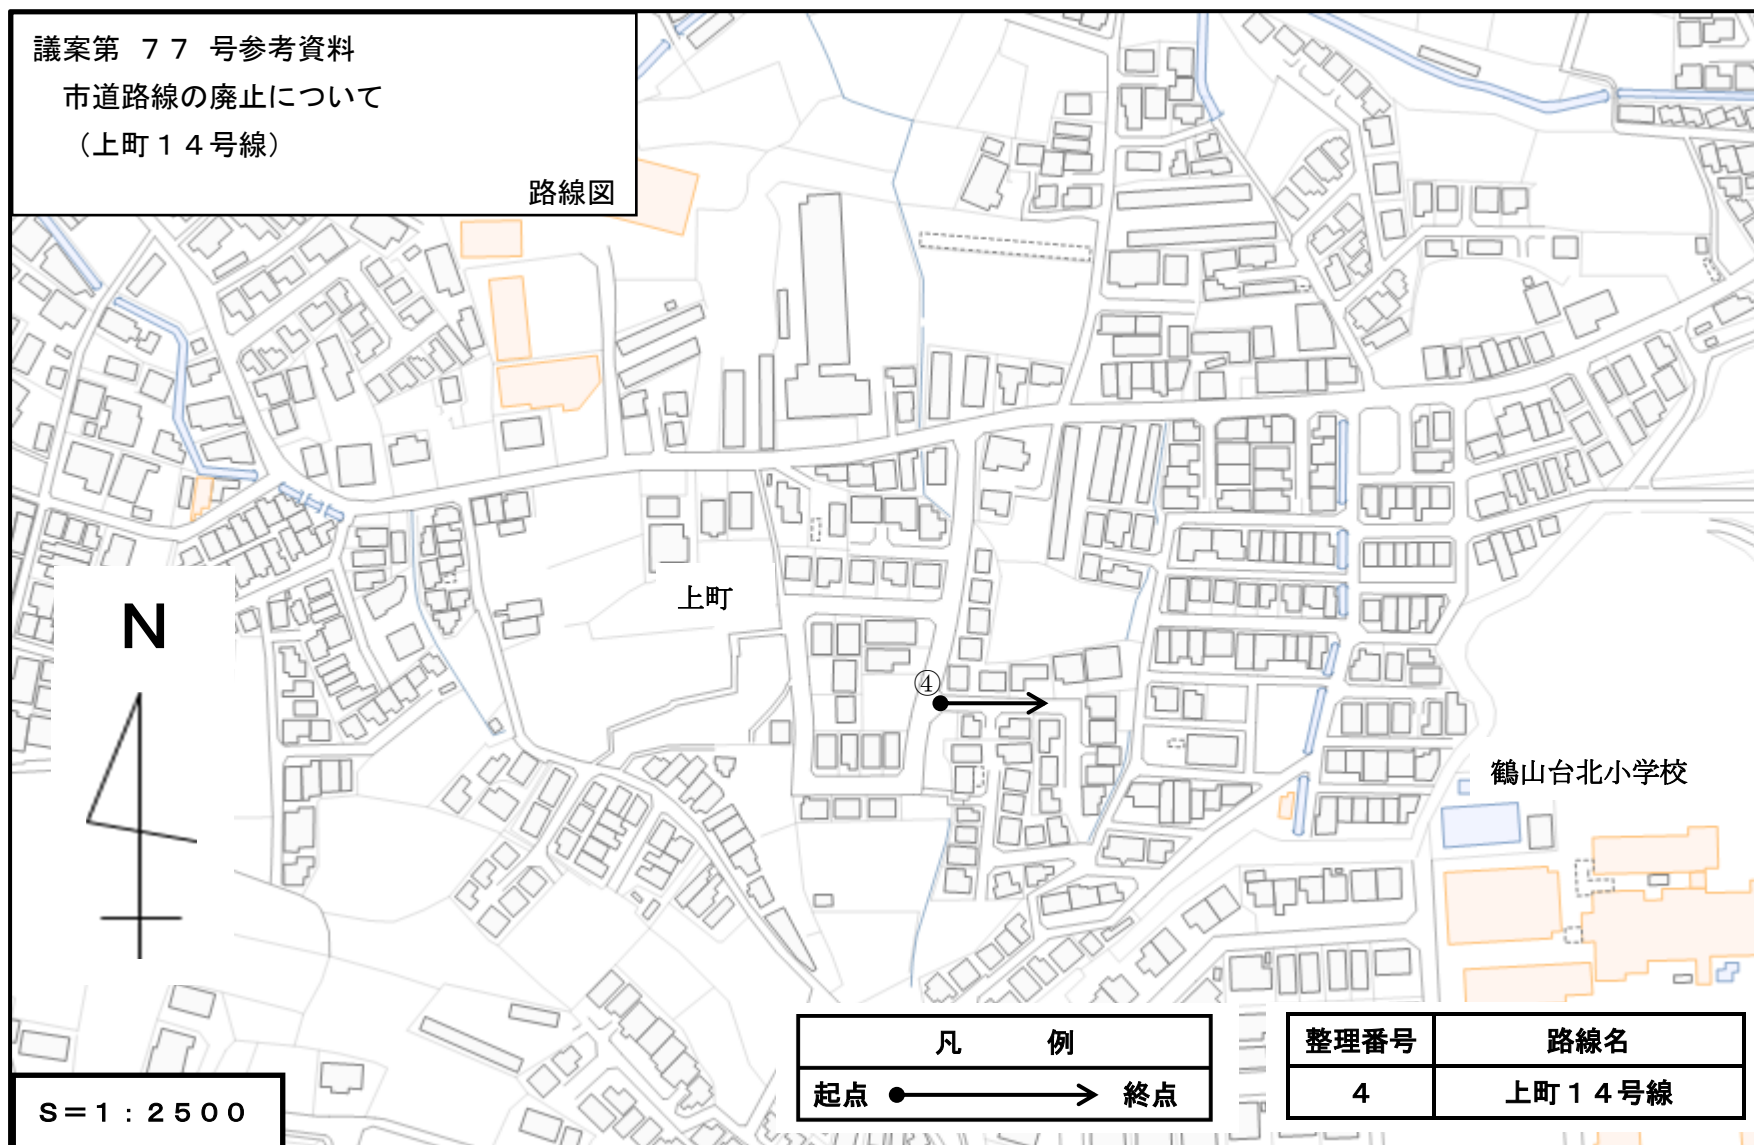 議案第 77 号参考資料
市道路線の廃止について
（上町14号線）
路線図
上町
N
④
鶴山台北小学校
凡 例
起点 終点
整理番号 路線名
4 上町14号線
S＝1：2500